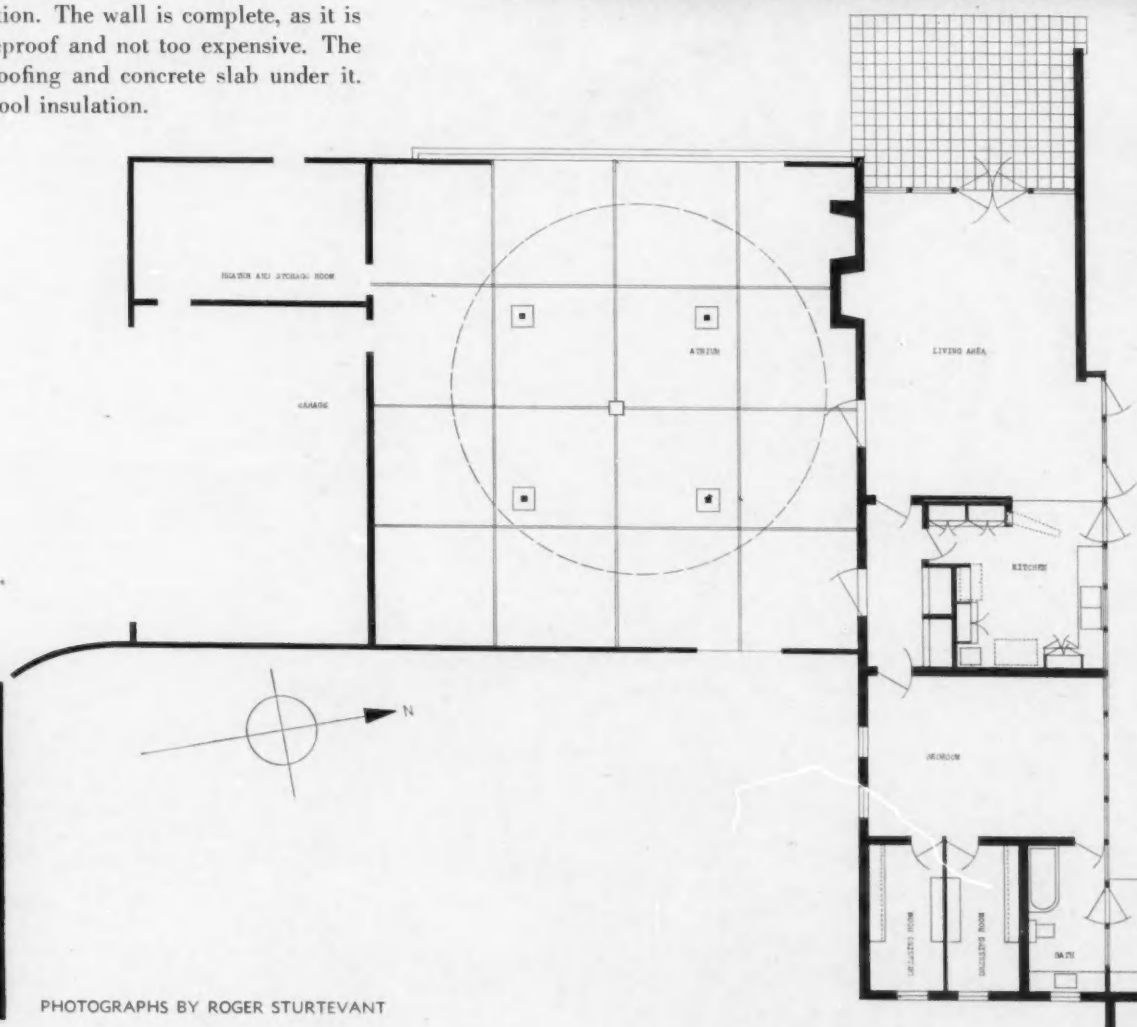 tion. The wall is complete, as it is
eproof and not too expensive. The
oofing and concrete slab under it.
ool insulation.
HEATER AND STORAGE ROOM
ATRIUM
LIVING AREA
GARAGE
KITCHEN
N
BEDROOM
DRESSING ROOM
DRESSING ROOM
BATH
PHOTOGRAPHS BY ROGER STURTEVANT